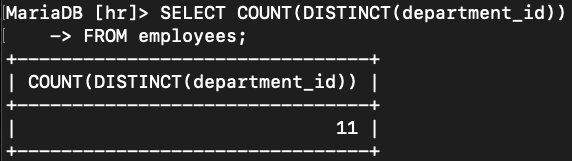 MariaDB [hr]> SELECT COUNT(DISTINCT(department_id))
    -> FROM employees;
+--------------------------------+
| COUNT(DISTINCT(department_id)) |
+--------------------------------+
|                             11 |
+--------------------------------+